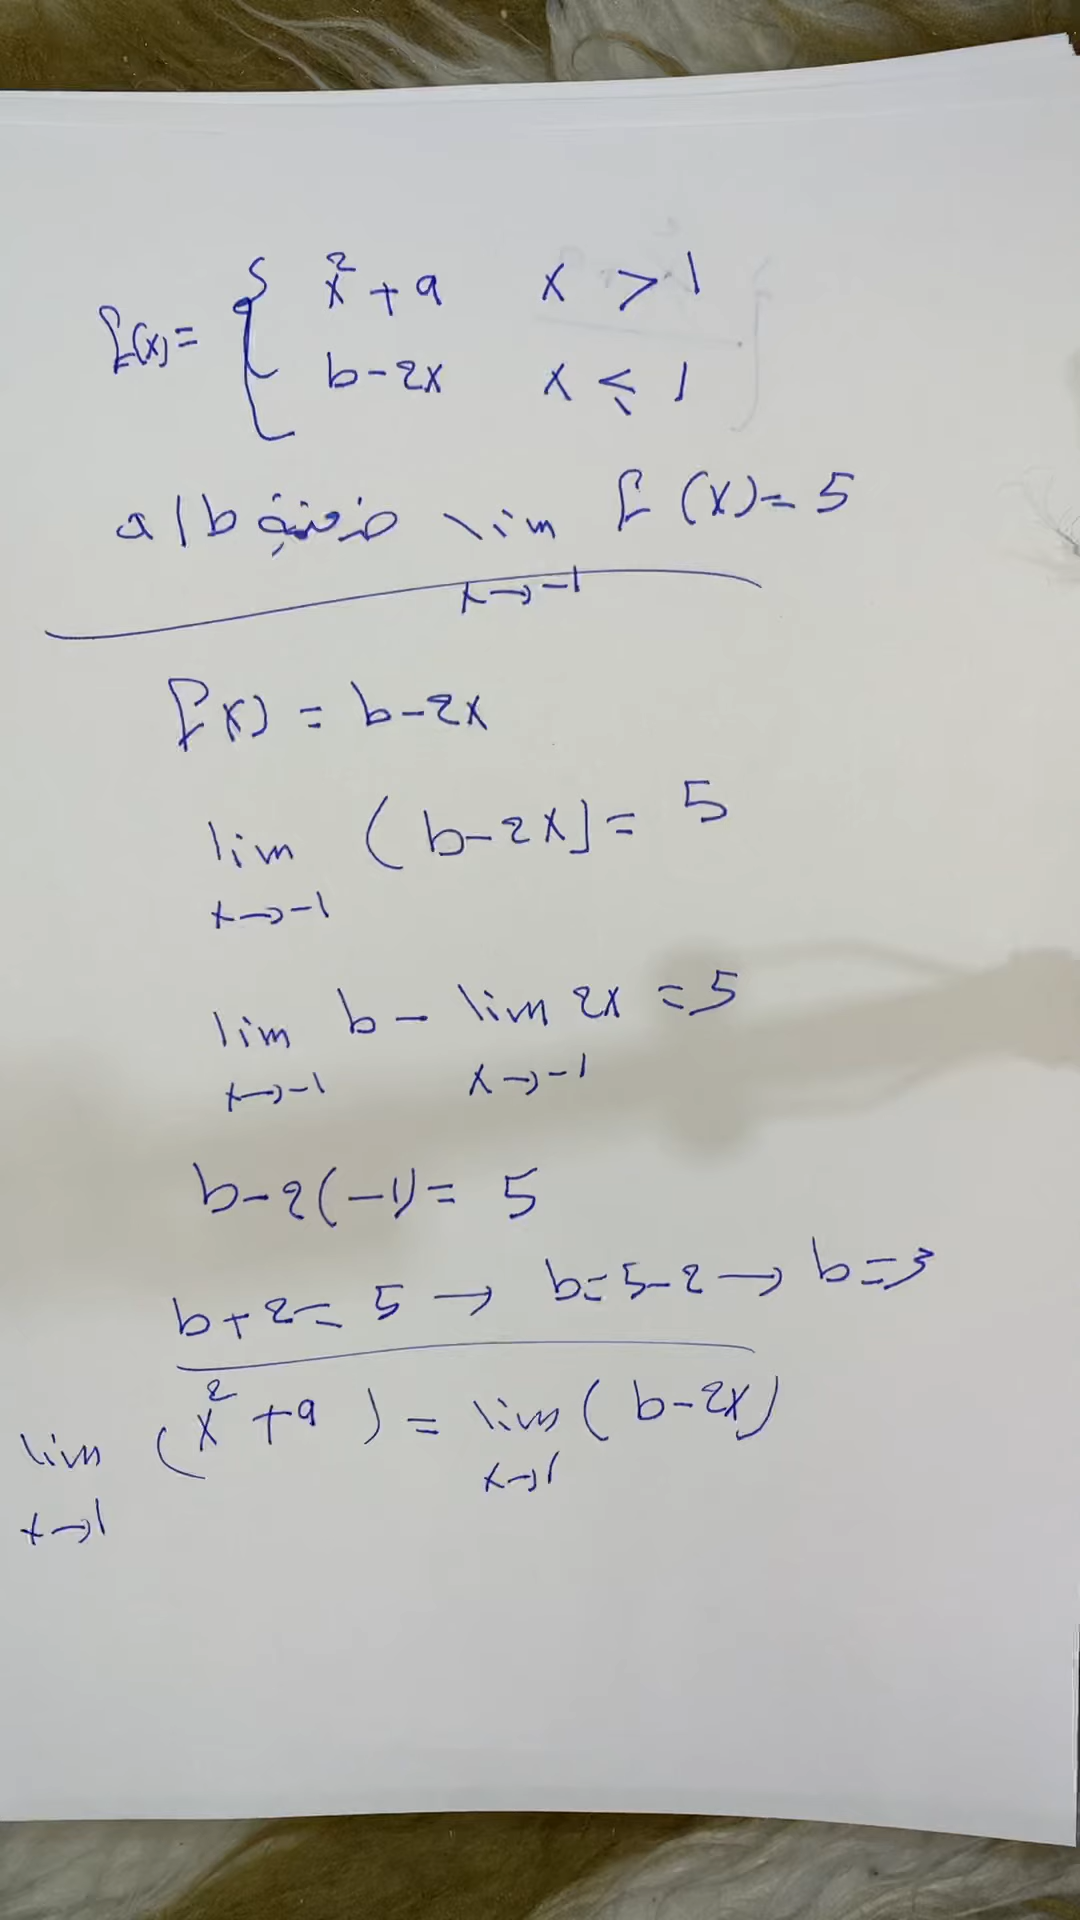 f(x) = { x² + a   x > 1
b - 2x   x ≤ 1
a / b قيمة lim f(x) = 5
x → -1
f(x) = b - 2x
lim (b - 2x] = 5
x → -1
lim b - lim 2x = 5
x → -1   x → -1
b - 2(-1) = 5
b + 2 = 5 → b = 5 - 2 → b = 3
lim (x² + a) = lim (b - 2x)
x → 1   x → 1